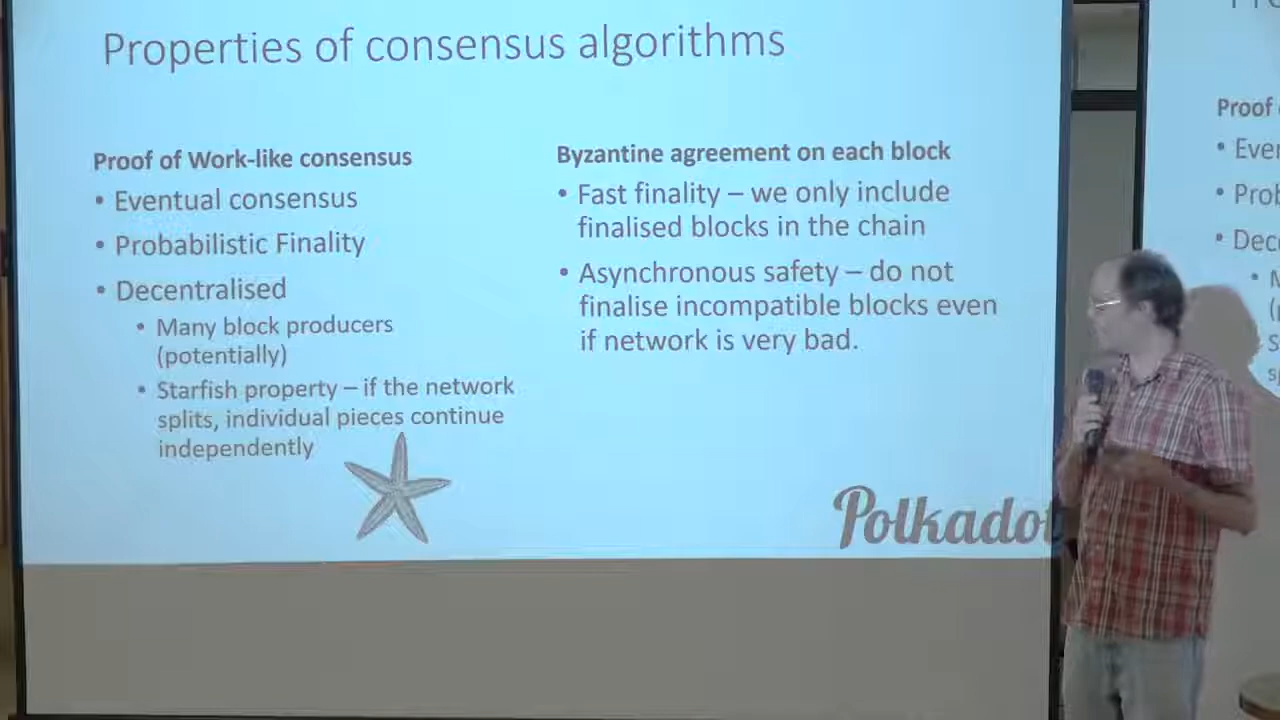 Properties of consensus algorithms
Proof of Work-like consensus
• Eventual consensus
• Probabilistic Finality
• Decentralised
• Many block producers
(potentially)
• Starfish property – if the network
splits, individual pieces continue
independently
Byzantine agreement on each block
• Fast finality – we only include
finalised blocks in the chain
• Asynchronous safety – do not
finalise incompatible blocks even
if network is very bad.
Polkadot
Proof
• Ever
• Prob
• Dec